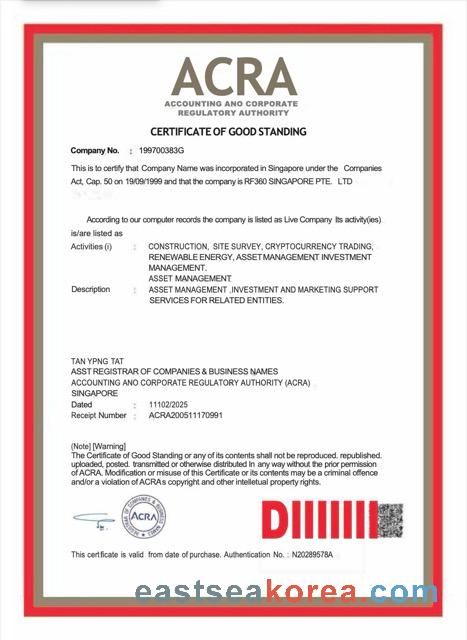 ACRA
ACCOUNTING ANO CORPORATE
REGULATORY AUTHORITY
CERTIFICATE OF GOOD STANDING
Company No. : 199700383G
This is to certify that Company Name was incorporated in Singapore under the Companies
Act, Cap. 50 on 19/09/1999 and that the company is RF360 SINGAPORE PTE. LTD
According to our computer records the company is listed as Live Company Its activity(ies)
is/are listed as
Activities (i) : CONSTRUCTION, SITE SURVEY, CRYPTOCURRENCY TRADING,
RENEWABLE ENERGY, ASSET MANAGEMENT INVESTMENT
MANAGEMENT.
ASSET MANAGEMENT
Description : ASSET MANAGEMENT ,INVESTMENT AND MARKETING SUPPORT
SERVICES FOR RELATED ENTITIES.
TAN YPNG TAT
ASST REGISTRAR OF COMPANIES & BUSINESS NAMES
ACCOUNTING ANO CORPORATE REGULATORY AUTHORITY (ACRA)
SINGAPORE
Dated : 11102/2025
Receipt Number : ACRA200511170991
(Note] [Warning]
The Certificate of Good Standing or any of its contents shall not be reproduced. republished.
uploaded, posted. transmitted or otherwise distributed In any way without the prior permission
of ACRA. Modification or misuse of this Certificate or its contents may be a criminal offence
and/or a violation of ACRAs copyright and other intelletual property rights.
ACRA
DIIIIIII
This certificate is valid from date of purchase. Authentication No. : N20289578A
eastseakorea.com